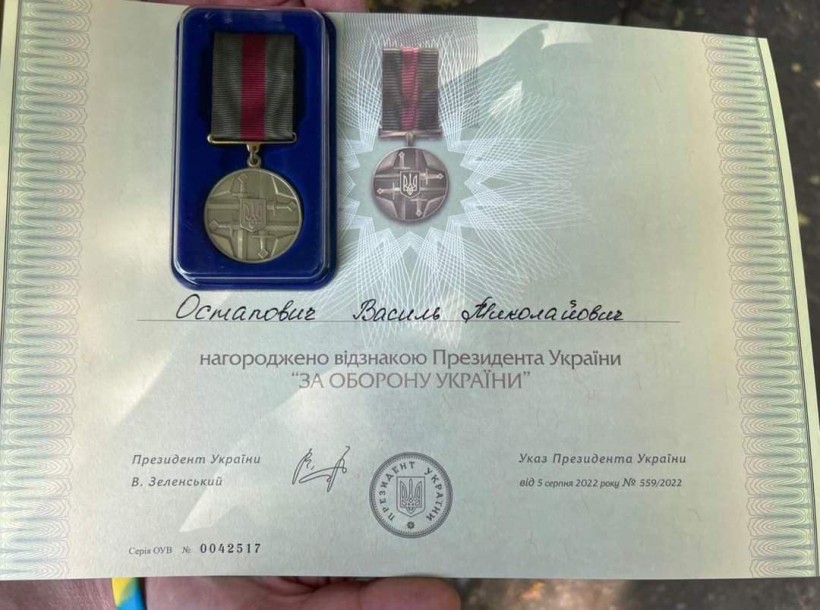 Остапович Василь Миколайович
нагороджено відзнакою Президента України
“ЗА ОБОРОНУ УКРАЇНИ”
Президент України
В. Зеленський
ПРЕЗИДЕНТ УКРАЇНИ
Указ Президента України
від 5 серпня 2022 року № 559/2022
Серія ОУВ № 0042517